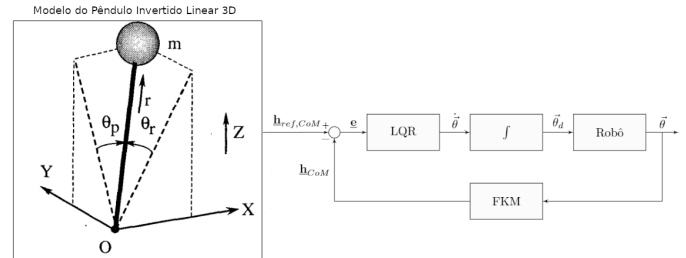 Modelo do Pêndulo Invertido Linear 3D
m
r
θp
θr
Z
Y
X
O
h_ref,CoM
+
−
e
LQR
θ̇
∫
θ_d
Robô
θ
h_CoM
FKM